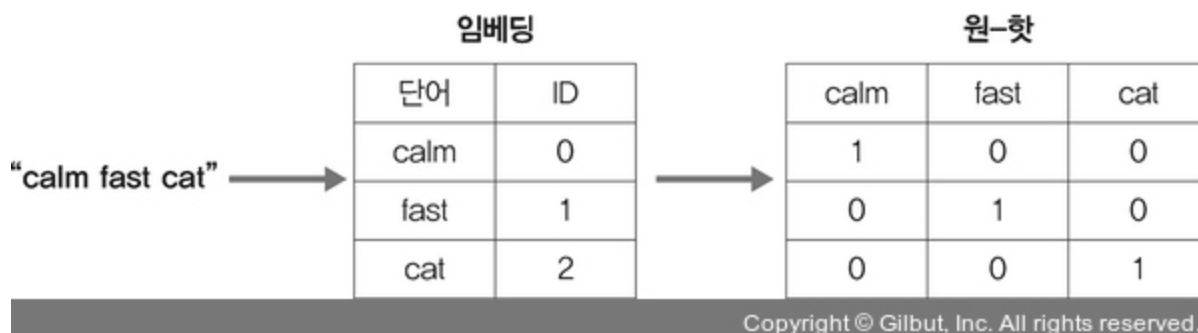 임베딩 원-핫
단어 ID calm fast cat
calm 0 1 0 0
“calm fast cat”
fast 1 0 1 0
cat 2 0 0 1
Copyright © Gilbut, Inc. All rights reserved